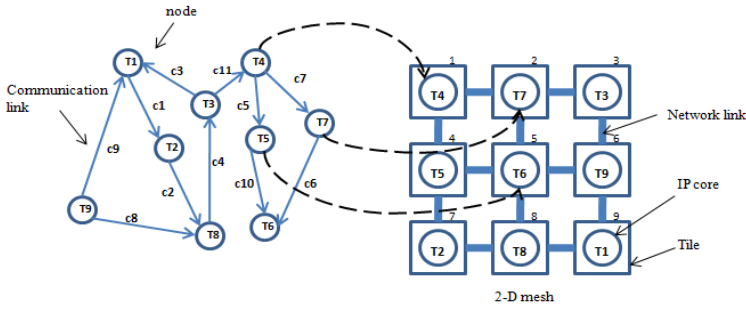 node
Communication
link
T1
c3
c11
T4
c7
c1
T3
c5
T7
c9
T2
c4
T5
c2
c10
c6
T9
c8
T8
T6
1
2
3
T4
T7
T3
Network link
4
5
6
T5
T6
T9
IP core
7
8
9
T2
T8
T1
Tile
2-D mesh